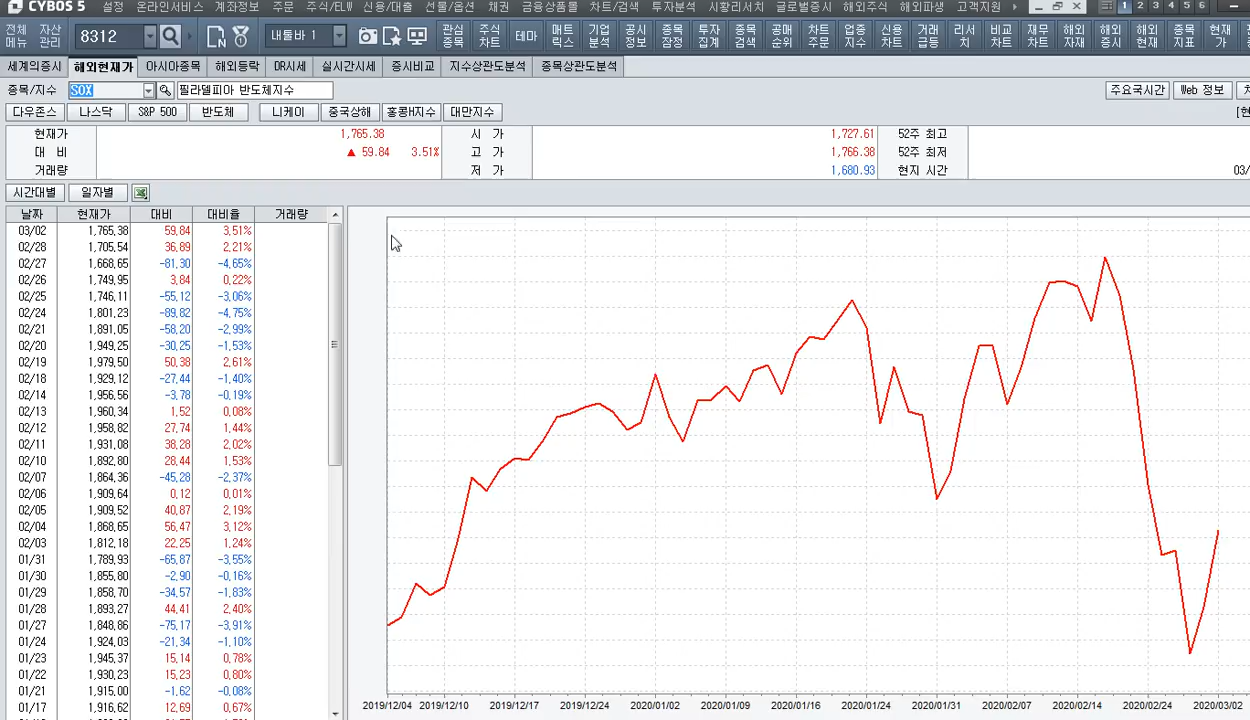 CYBOS 5 설정 온라인서비스 계좌정보 주문 주식/ELW 신용/대출 선물/옵션 채권 금융상품몰 차트/검색 투자분석 시황리서치 글로벌증시 해외주식 해외파생 고객지원 1 2 3 4 5 6
전체메뉴 자산관리 8312 내툴바 1 관심종목 주식차트 테마 매트릭스 기업분석 공시정보 종목잠정 투자집계 종목검색 공매순위 차트주문 업종지수 신용차트 거래급등 리서치 비교차트 재무차트 해외자재 해외증시 해외현재 종목지표 현재가
세계의증시 해외현재가 아시아종목 해외등락 DR시세 실시간시세 증시비교 지수상관도분석 종목상관도분석
종목/지수 SOX 필라델피아 반도체지수 주요국시간 Web 정보
다우존스 나스닥 S&P 500 반도체 니케이 중국상해 홍콩H지수 대만지수
현재가 1,765.38 시 가 1,727.61 52주 최고
대 비 ▲ 59.84 3.51% 고 가 1,766.38 52주 최저
거래량 저 가 1,680.93 현지 시간 03/
시간대별 일자별
날짜 현재가 대비 대비율 거래량
03/02 1,765.38 59.84 3.51%
02/28 1,705.54 36.89 2.21%
02/27 1,668.65 -81.30 -4.65%
02/26 1,749.95 3.84 0.22%
02/25 1,746.11 -55.12 -3.06%
02/24 1,801.23 -89.82 -4.75%
02/21 1,891.05 -58.20 -2.99%
02/20 1,949.25 -30.25 -1.53%
02/19 1,979.50 50.38 2.61%
02/18 1,929.12 -27.44 -1.40%
02/14 1,956.56 -3.78 -0.19%
02/13 1,960.34 1.52 0.08%
02/12 1,958.82 27.74 1.44%
02/11 1,931.08 38.28 2.02%
02/10 1,892.80 28.44 1.53%
02/07 1,864.36 -45.28 -2.37%
02/06 1,909.64 0.12 0.01%
02/05 1,909.52 40.87 2.19%
02/04 1,868.65 56.47 3.12%
02/03 1,812.18 22.25 1.24%
01/31 1,789.93 -65.87 -3.55%
01/30 1,855.80 -2.90 -0.16%
01/29 1,858.70 -34.57 -1.83%
01/28 1,893.27 44.41 2.40%
01/27 1,848.86 -75.17 -3.91%
01/24 1,924.03 -21.34 -1.10%
01/23 1,945.37 15.14 0.78%
01/22 1,930.23 15.23 0.80%
01/21 1,915.00 -1.62 -0.08%
01/17 1,916.62 12.69 0.67%
2019/12/04 2019/12/10 2019/12/17 2019/12/24 2020/01/02 2020/01/09 2020/01/16 2020/01/24 2020/01/31 2020/02/07 2020/02/14 2020/02/24 2020/03/02